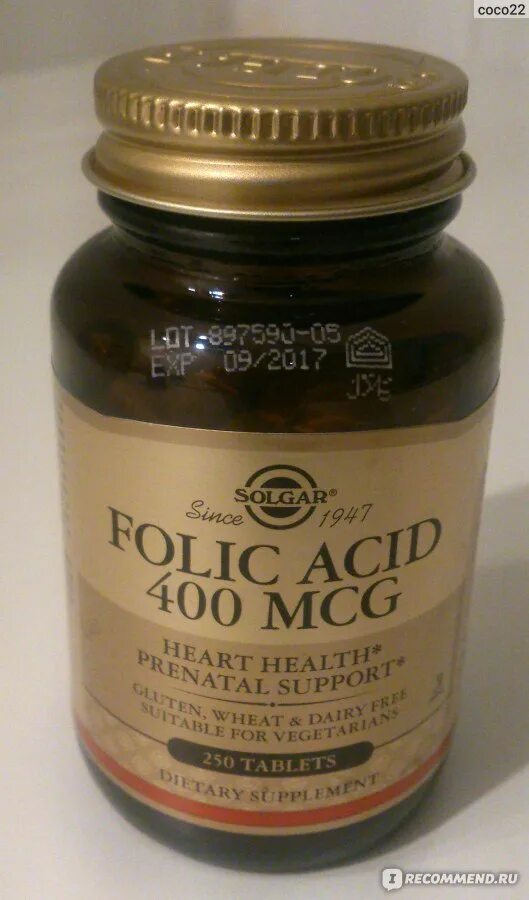 coco22
LOT 897590-05
EXP 09/2017
SOLGAR®
Since 1947
FOLIC ACID
400 MCG
HEART HEALTH*
PRENATAL SUPPORT*
GLUTEN, WHEAT & DAIRY FREE
SUITABLE FOR VEGETARIANS
250 TABLETS
DIETARY SUPPLEMENT
IRECOMMEND.RU